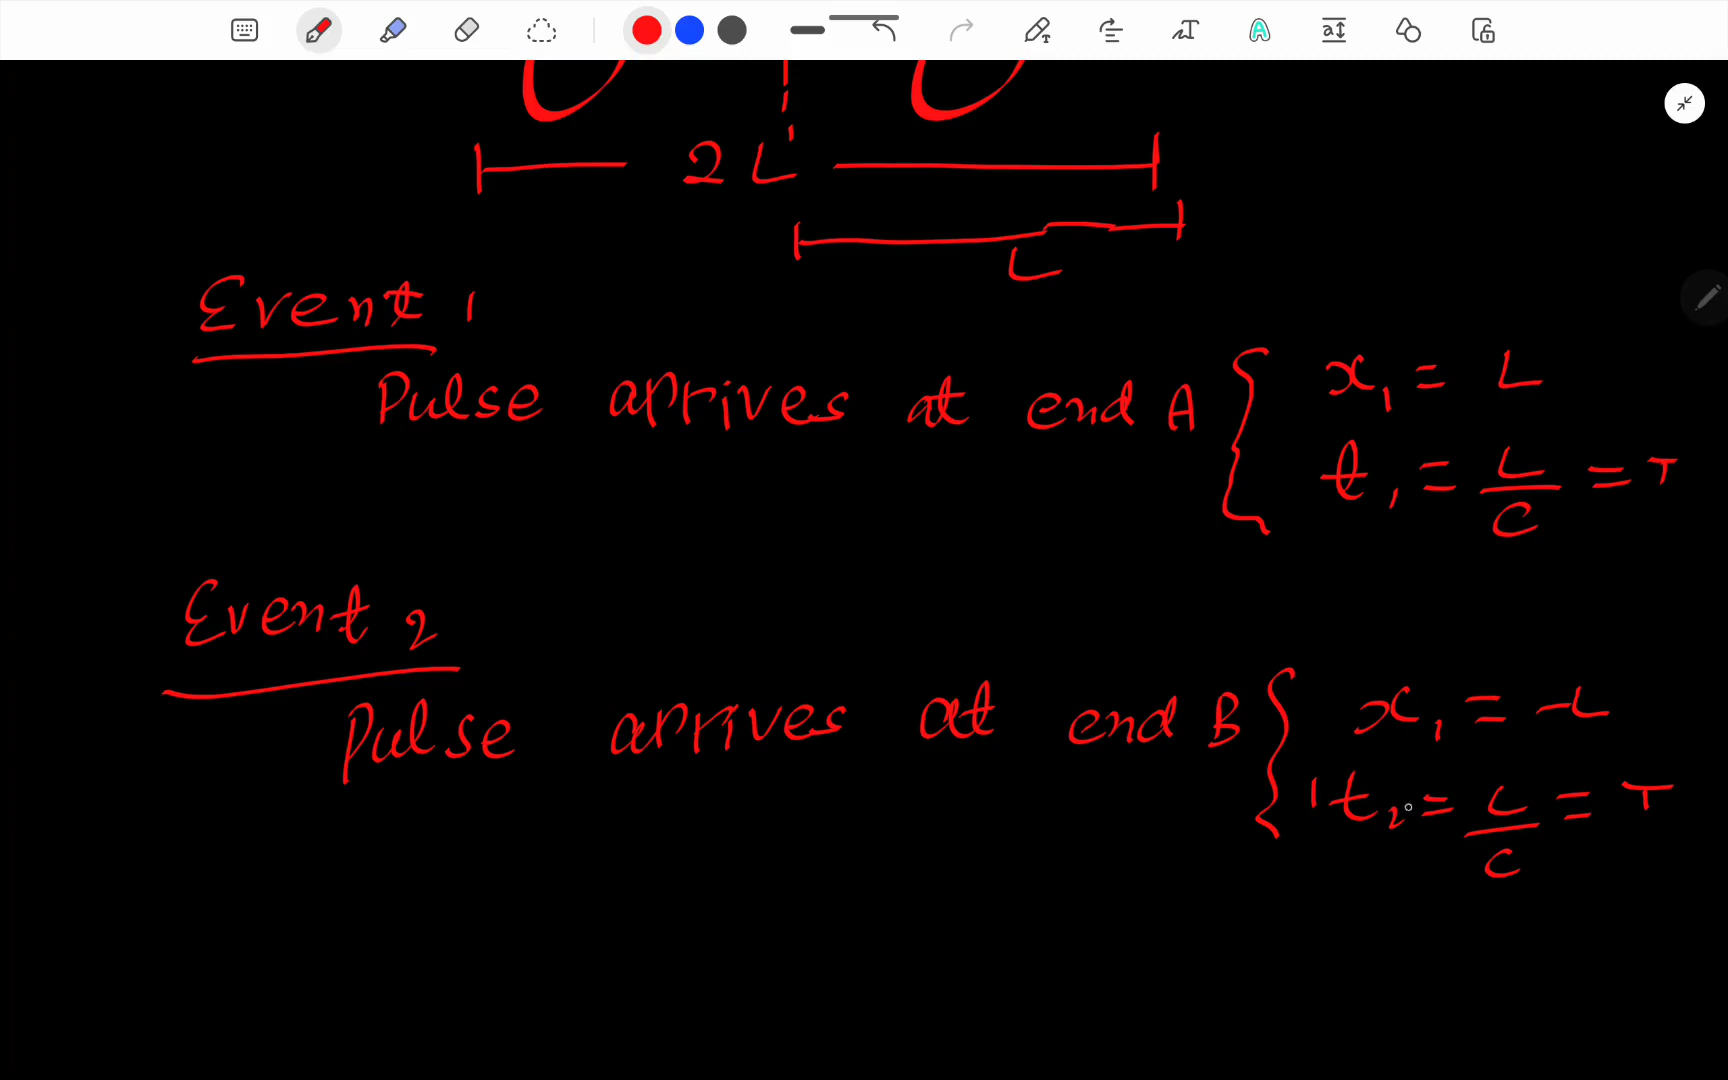 2L
L
Event 1
Pulse arrives at end A { x₁ = L
t₁ = L/C = T
Event 2
Pulse arrives at end B { x₁ = -L
t₂ = L/C = T